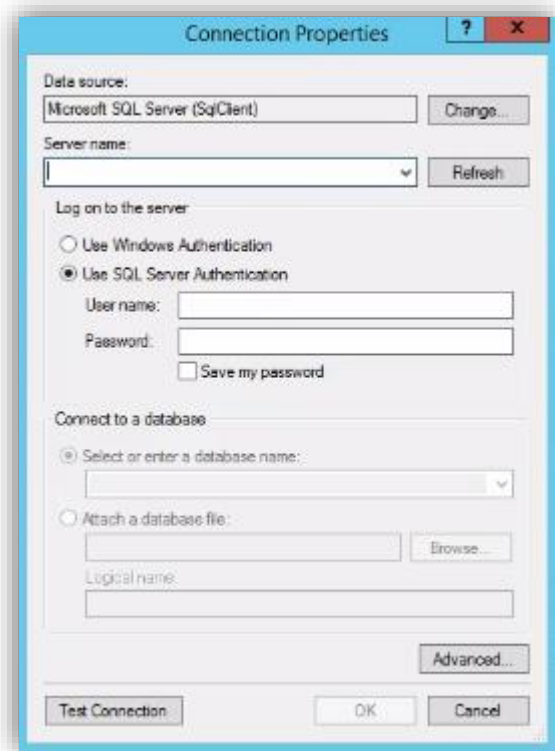 Connection Properties
? x
Data source:
Microsoft SQL Server (SqlClient)
Change...
Server name:
Refresh
Log on to the server
Use Windows Authentication
Use SQL Server Authentication
User name:
Password:
Save my password
Connect to a database
Select or enter a database name:
Attach a database file:
Browse...
Logical name:
Advanced...
Test Connection
OK
Cancel